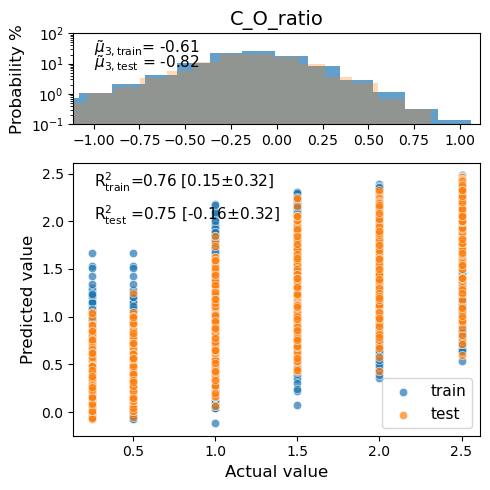 C_O_ratio
Probability %
10² 10¹ 10⁰ 10⁻¹
μ̃3,train= -0.61
μ̃3,test = -0.82
−1.00 −0.75 −0.50 −0.25 0.00 0.25 0.50 0.75 1.00
Predicted value
2.5
2.0
1.5
1.0
0.5
0.0
R²train=0.76 [0.15±0.32]
R²test =0.75 [-0.16±0.32]
train
test
0.5 1.0 1.5 2.0 2.5
Actual value